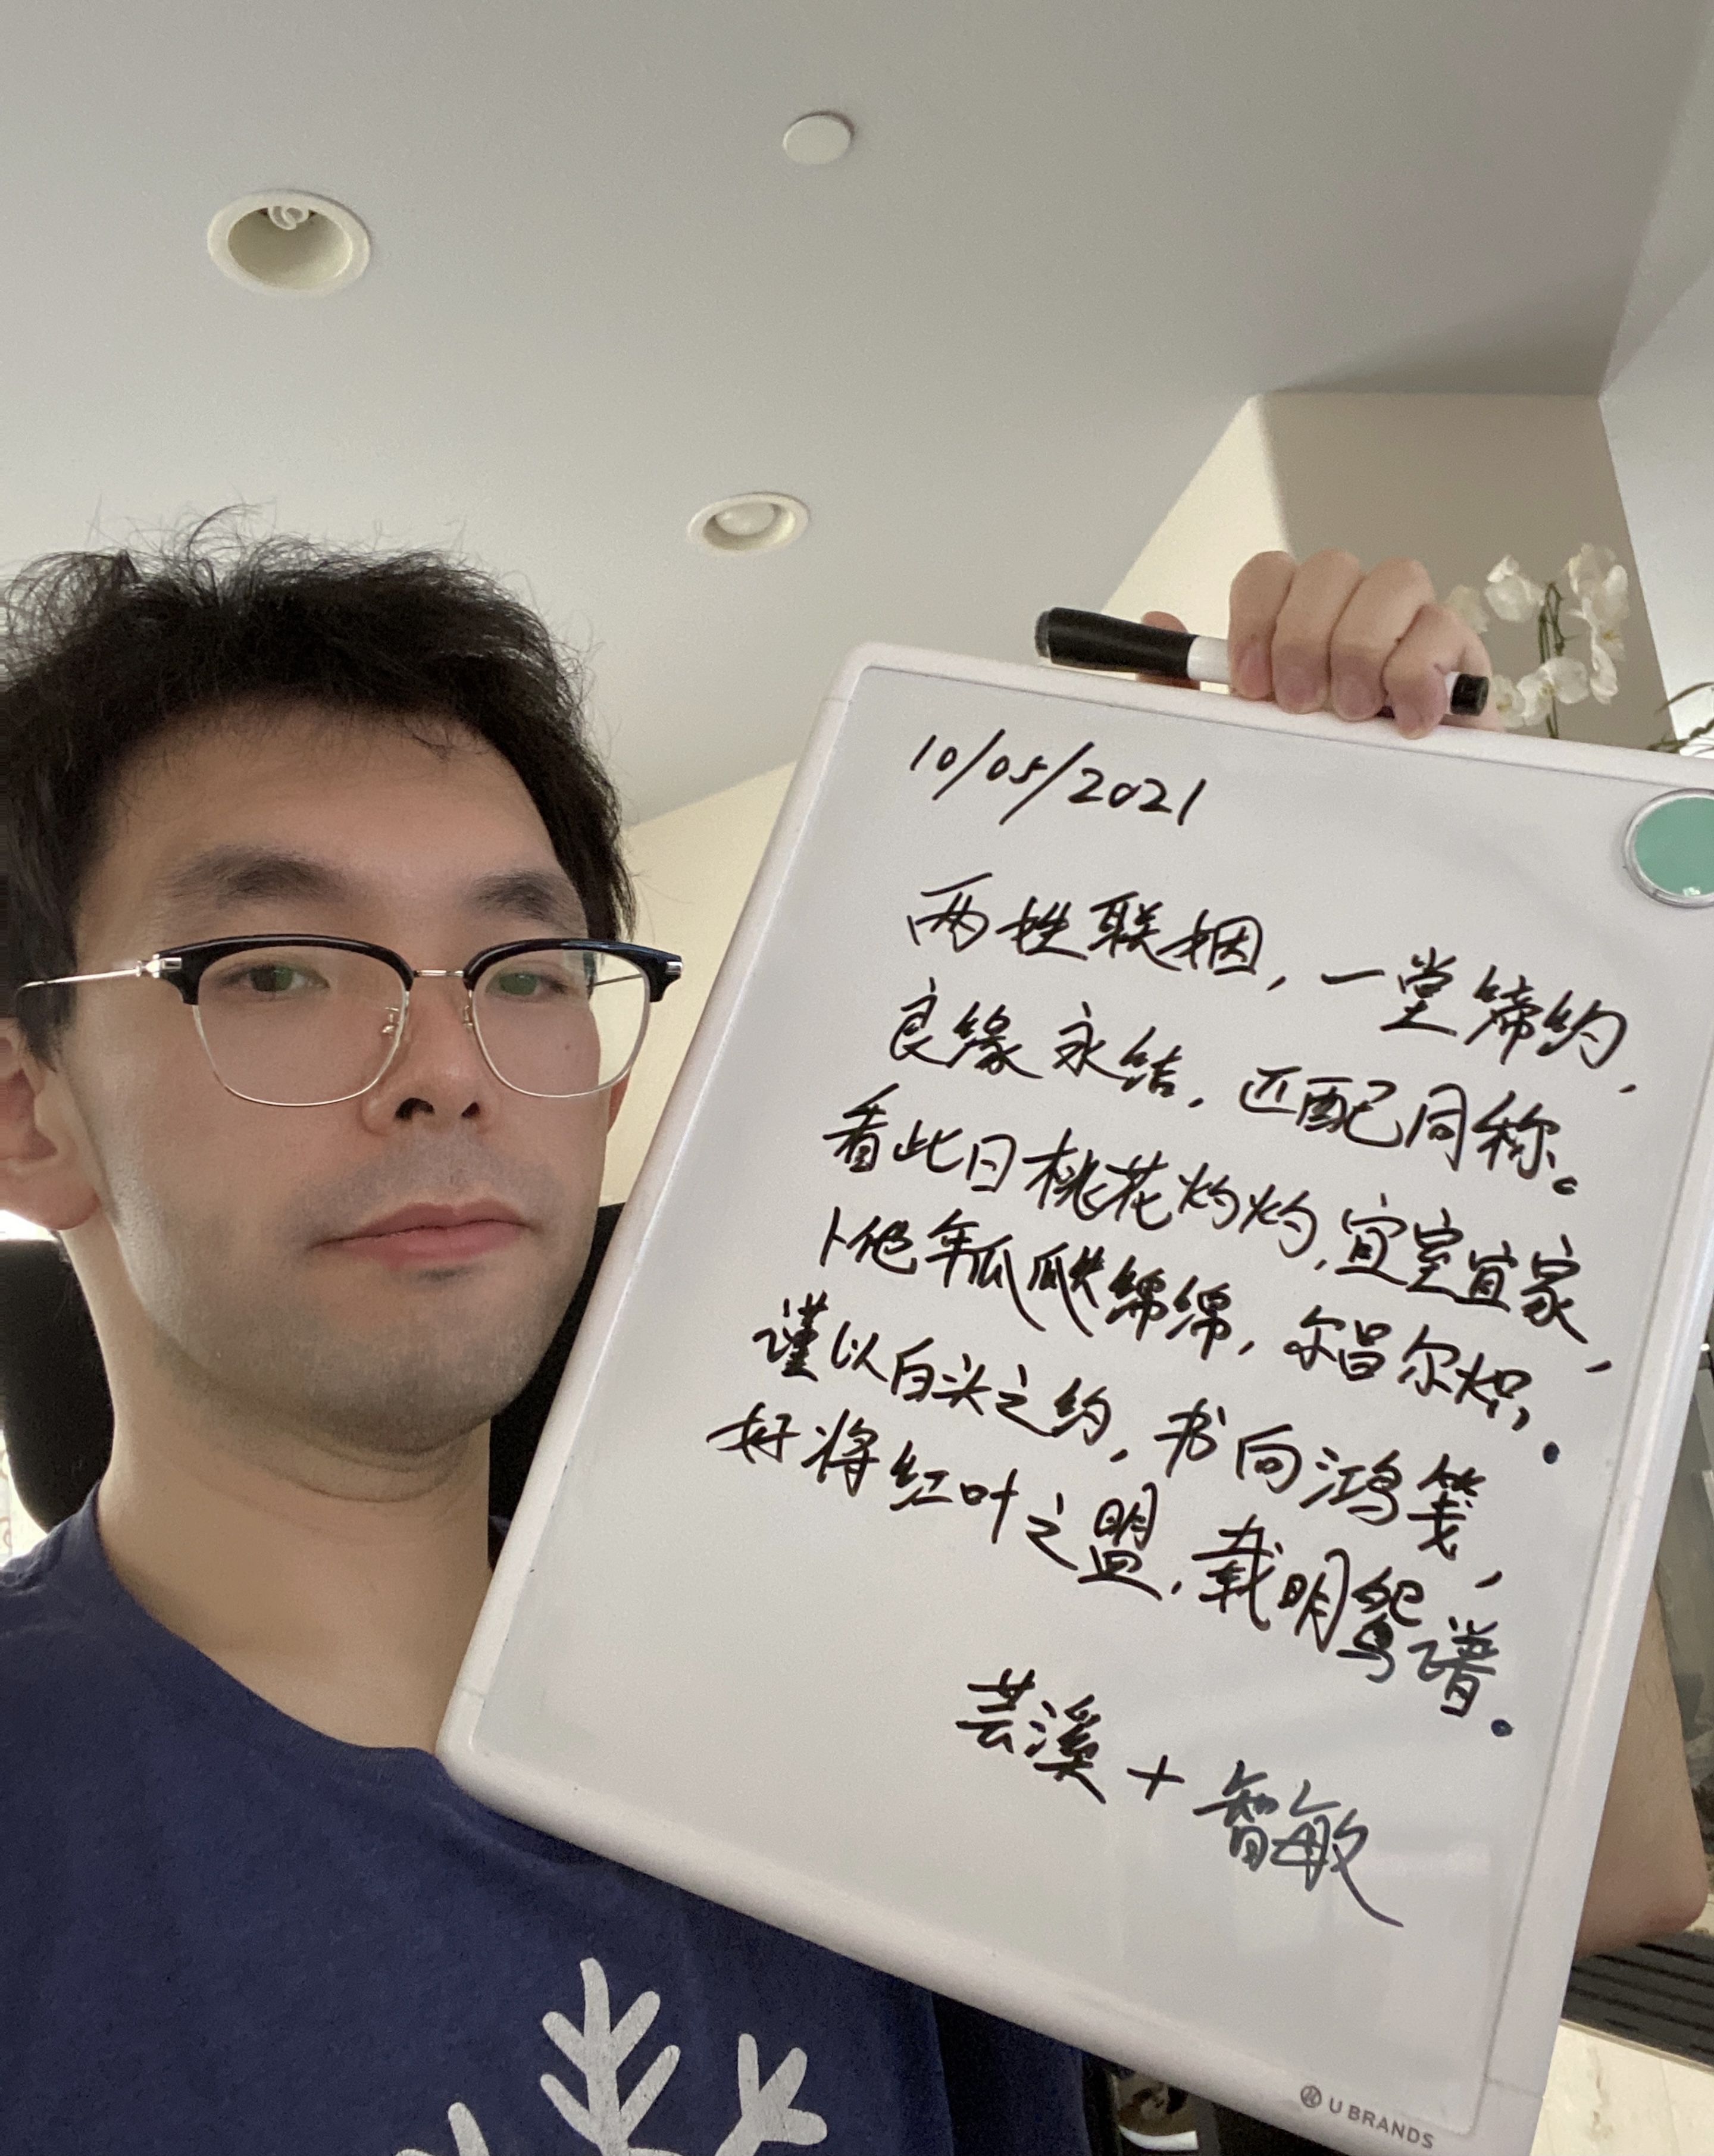 10/05/2021
两姓联姻，一堂缔约，
良缘永结，匹配同称。
看此日桃花灼灼，宜室宜家，
卜他年瓜瓞绵绵，尔昌尔炽。
谨以白头之约，书向鸿笺，
好将红叶之盟，载明鸳谱。
芸溪+智敏
U BRANDS